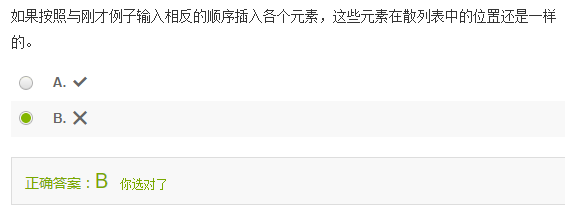 如果按照与刚才例子输入相反的顺序插入各个元素，这些元素在散列表中的位置还是一样
的。
A. ✓
B. ✕
正确答案：B 你选对了